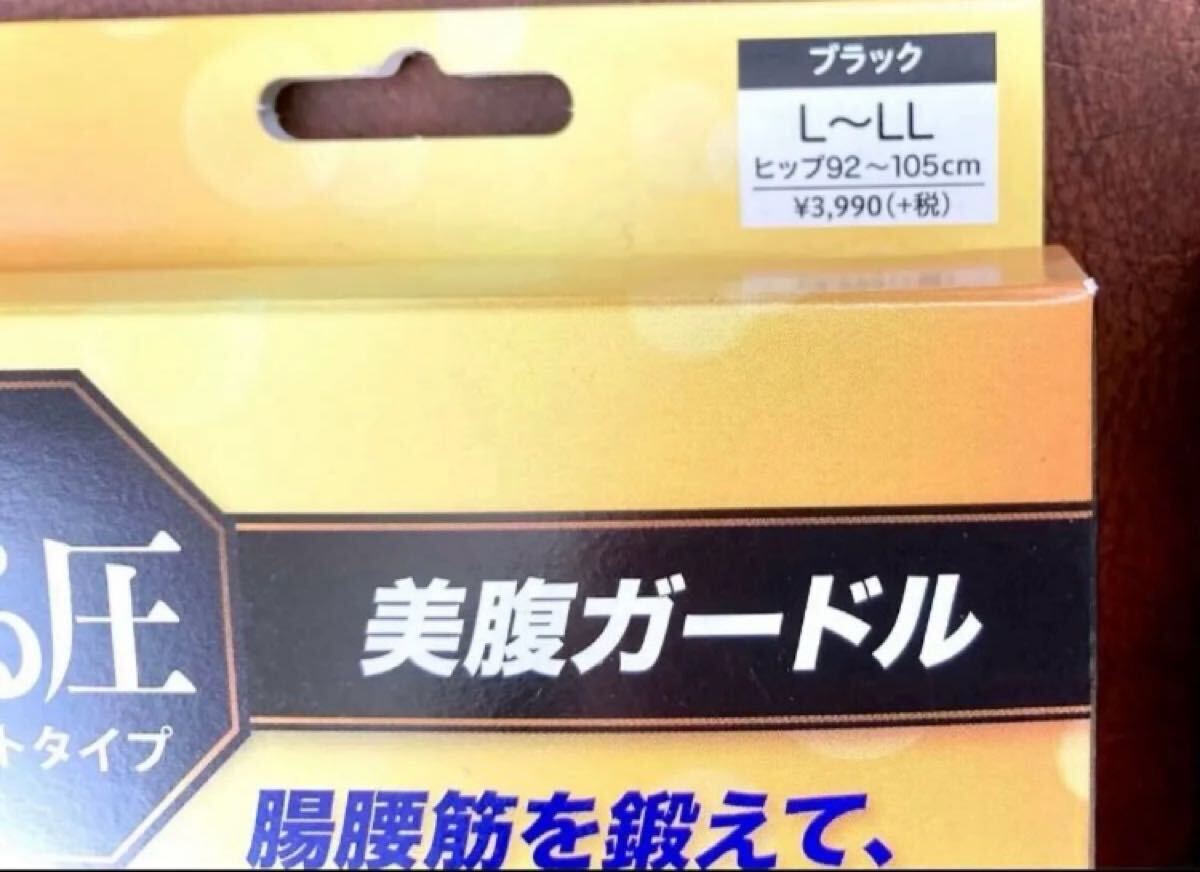 ブラック
L〜LL
ヒップ92〜105cm
¥3,990(+税)
圧
トタイプ
美腹ガードル
腸腰筋を鍛えて、